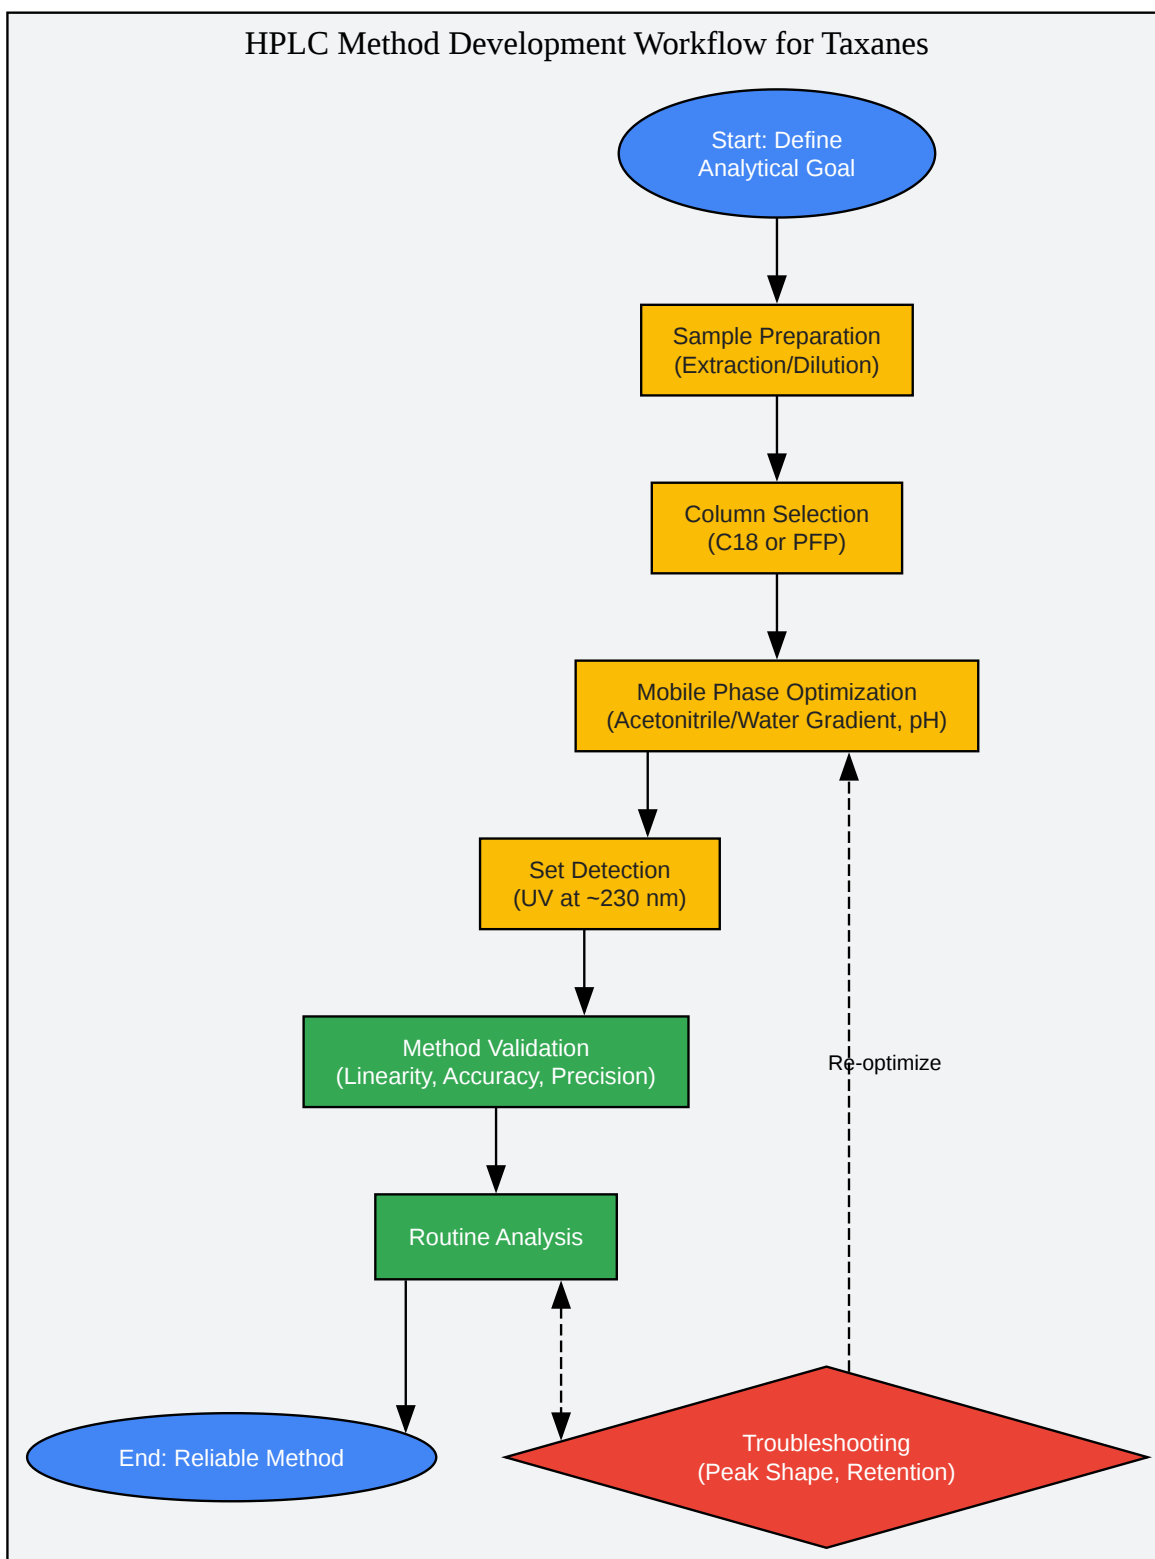 HPLC Method Development Workflow for Taxanes
Start: Define
Analytical Goal
Sample Preparation
(Extraction/Dilution)
Column Selection
(C18 or PFP)
Mobile Phase Optimization
(Acetonitrile/Water Gradient, pH)
Set Detection
(UV at ~230 nm)
Method Validation
(Linearity, Accuracy, Precision)
Re-optimize
Routine Analysis
End: Reliable Method
Troubleshooting
(Peak Shape, Retention)